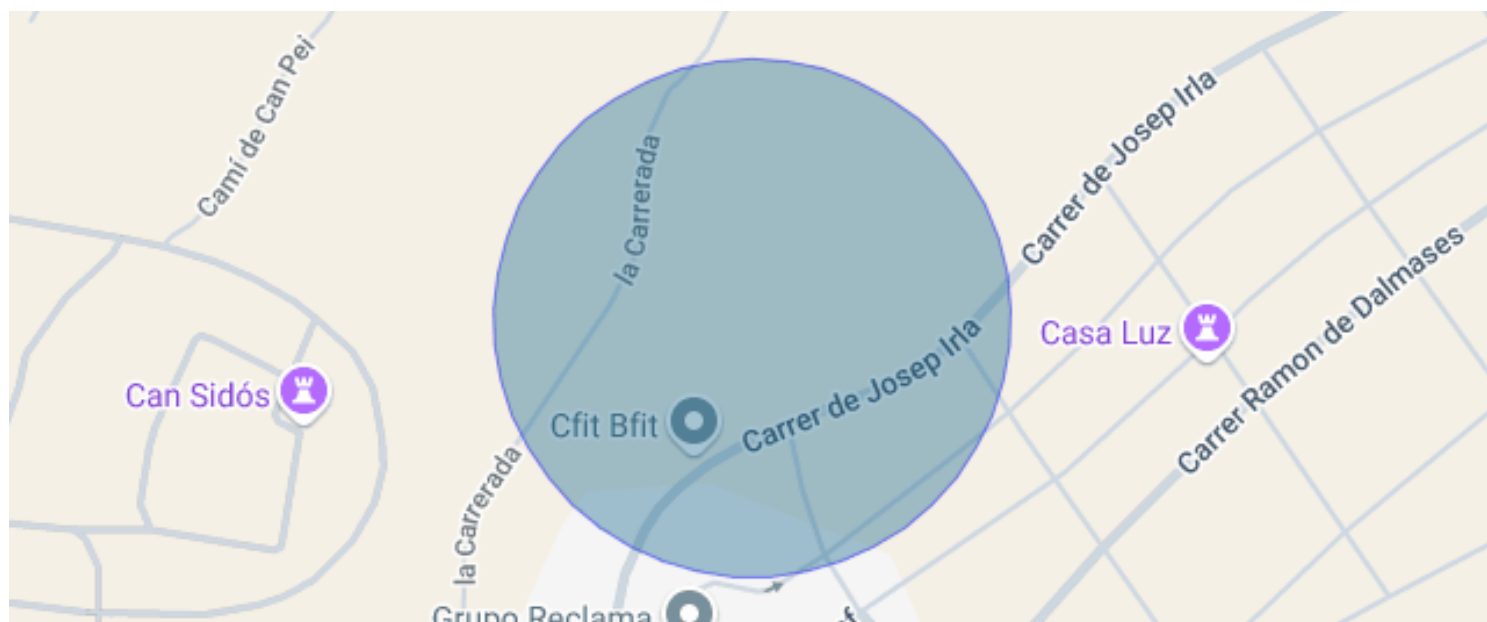 Camí de Can Pei
la Carrerada
Carrer de Josep Irla
Casa Luz
Carrer Ramon de Dalmases
Can Sidós
Cfit Bfit
Carrer de Josep Irla
la Carrerada
Grupo Reclama